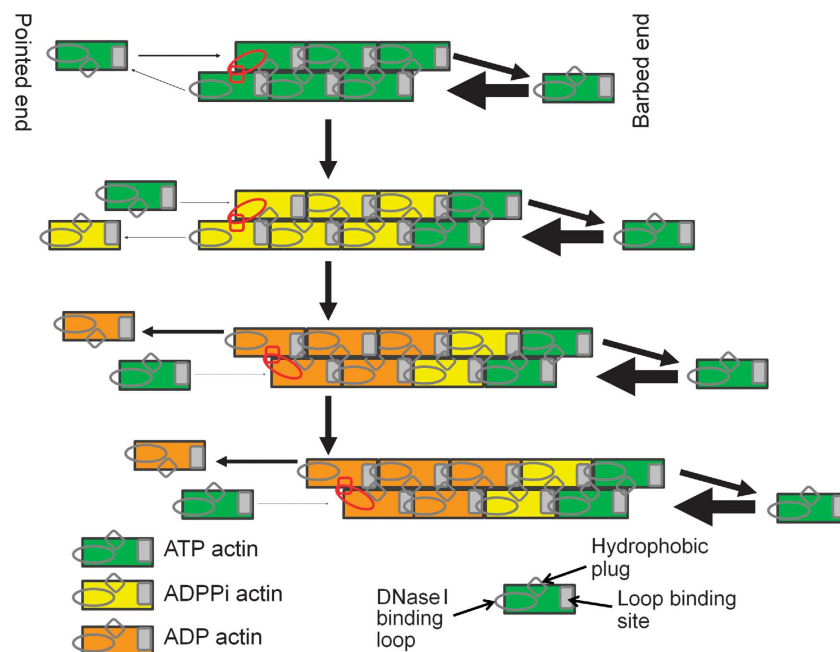 Pointed end
Barbed end
ATP actin
ADPPi actin
ADP actin
Hydrophobic
plug
DNase I
binding
loop
Loop binding
site